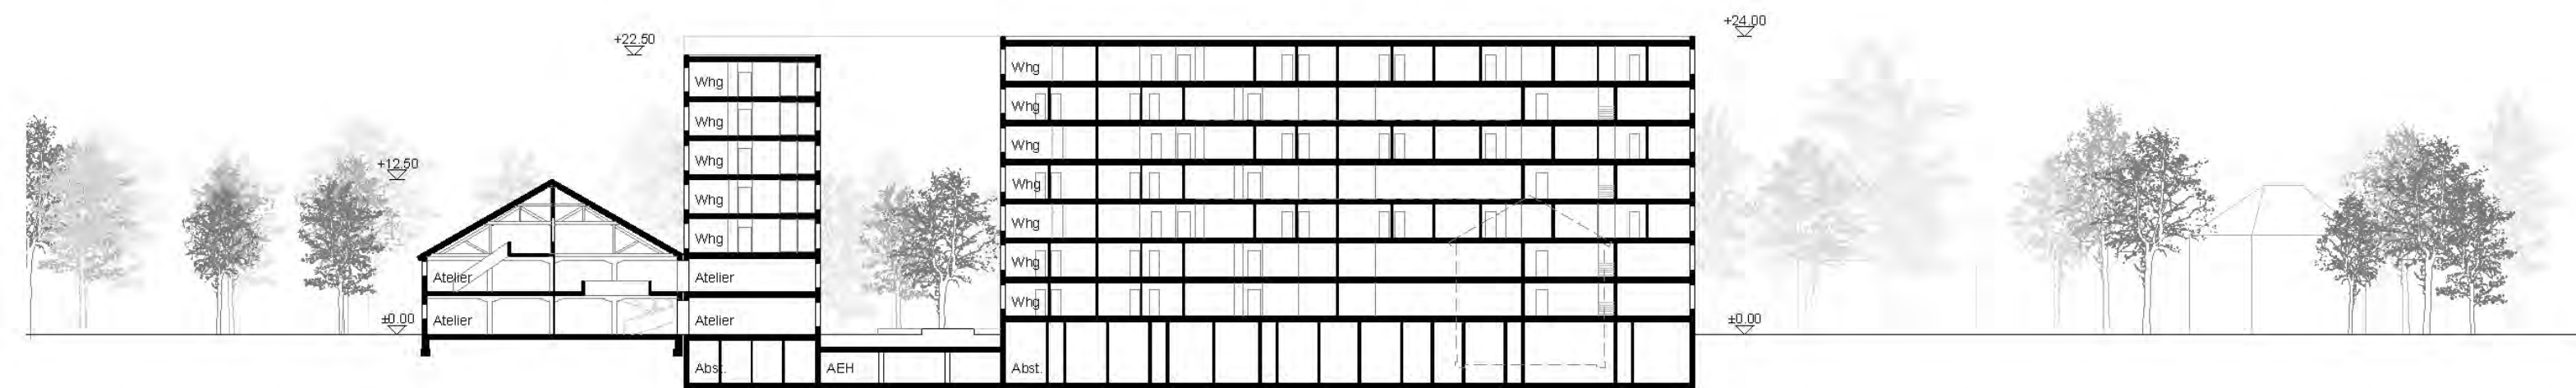 +24.00
+22.50
Whg
Whg
Whg
Whg
Whg
Whg
Whg
Whg
+12.50
Whg
Whg
Whg
Whg
Atelier
Atelier
Whg
±0.00
Atelier
Atelier
±0.00
Abst.
AEH
Abst.